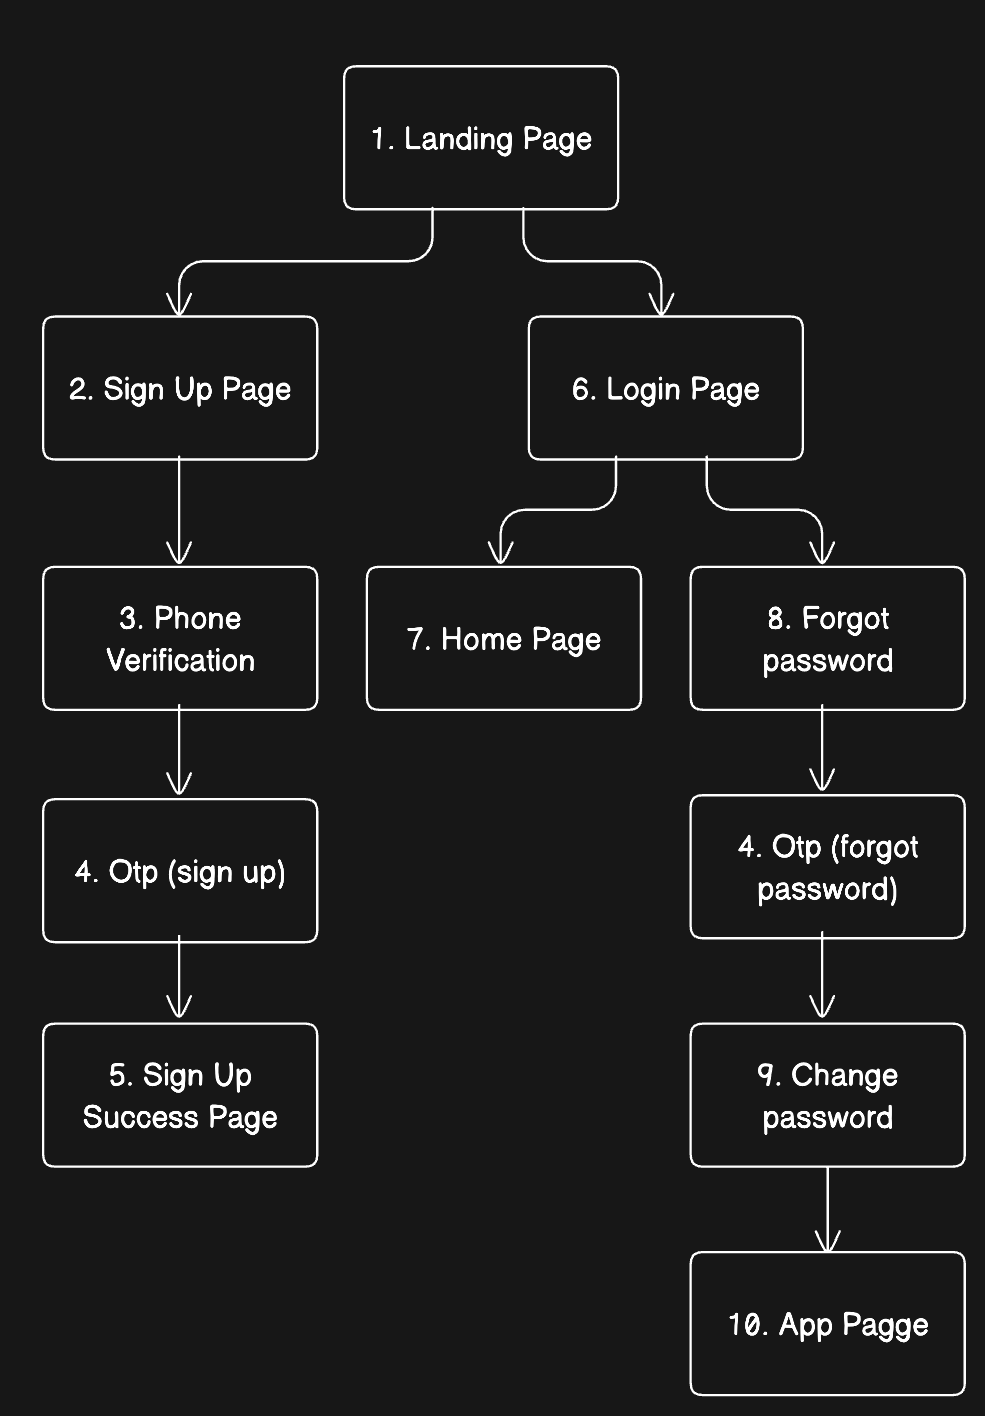 1. Landing Page
2. Sign Up Page
6. Login Page
3. Phone
Verification
7. Home Page
8. Forgot
password
4. Otp (sign up)
4. Otp (forgot
password)
5. Sign Up
Success Page
9. Change
password
10. App Pagge